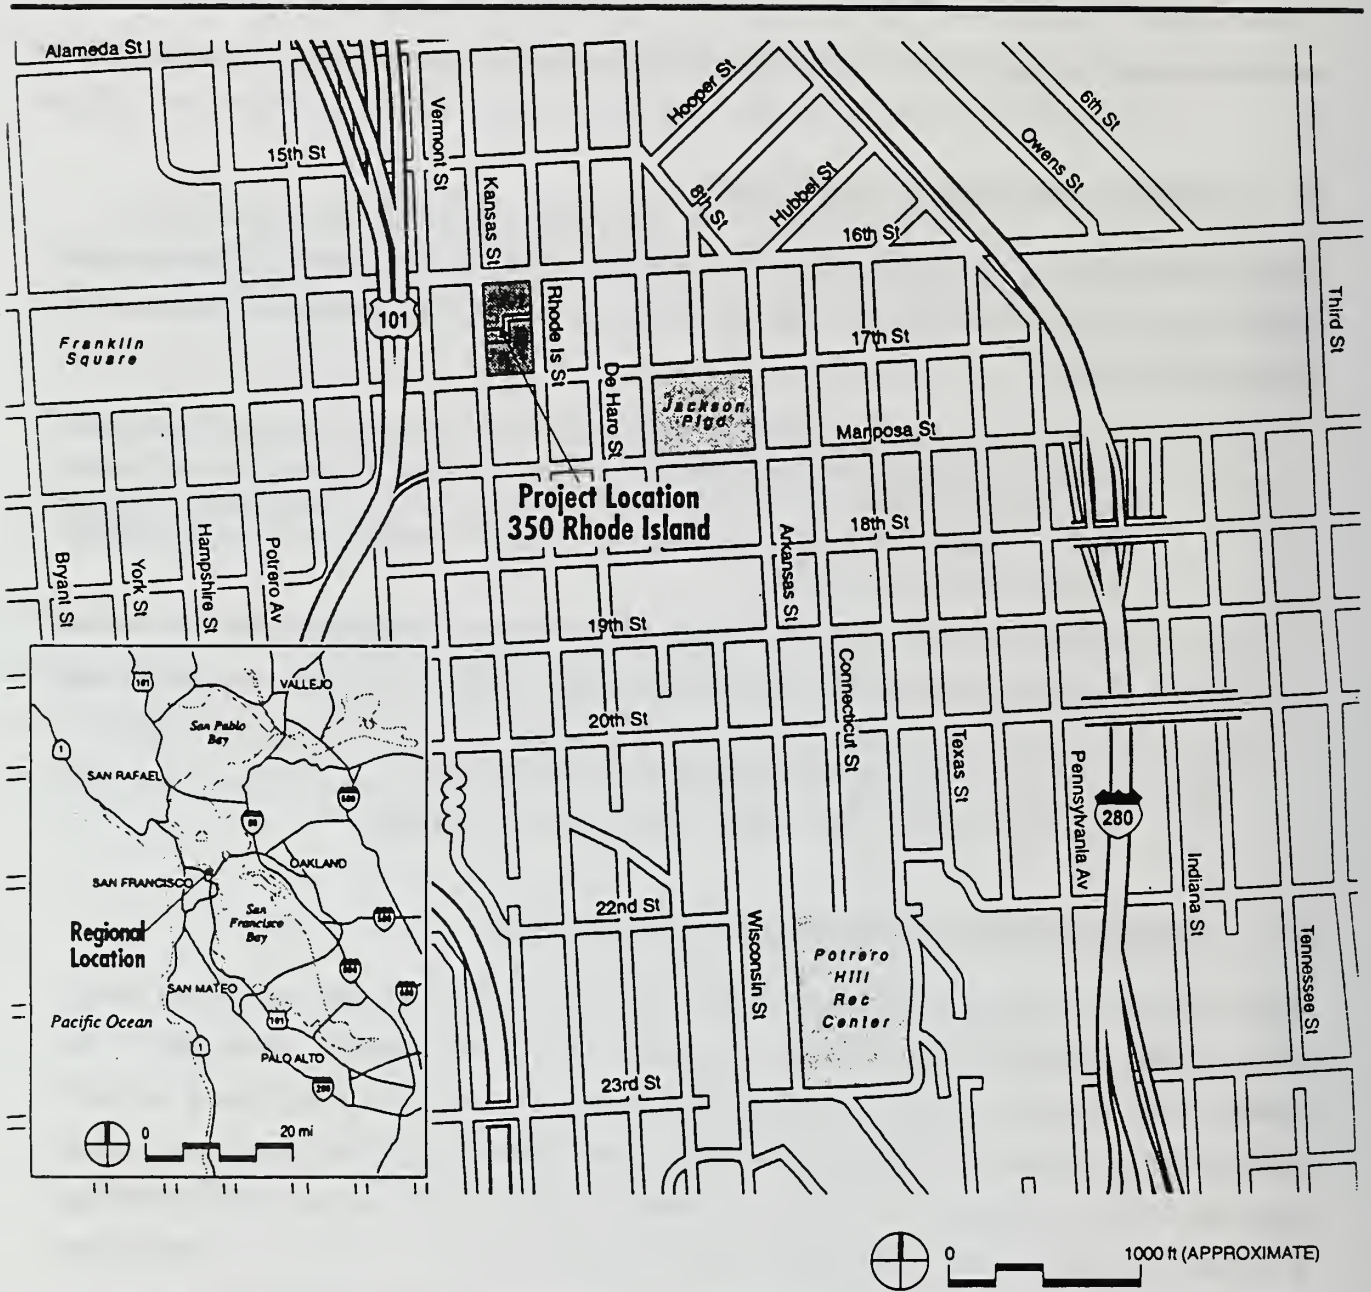 Alameda St
15th St
Vermont St
Kansas St
Hooper St
8th St
Hubbel St
16th St
Owens St
6th St
Third St
101
Rhode Is St
Franklin
Square
17th St
De Haro St
Jackson
Plgd
Mariposa St
Project Location
350 Rhode Island
18th St
Arkansas St
Bryant St
York St
Hampshire St
Potrero Av
19th St
Connecticut St
20th St
Texas St
Pennsylvania Av
280
Indiana St
22nd St
Wisconsin St
Potrero
Hill
Rec
Center
Tennessee St
23rd St
101
VALLEJO
San Pablo
Bay
1
SAN RAFAEL
80
OAKLAND
SAN FRANCISCO
San
Francisco
Bay
Regional
Location
SAN MATEO
Pacific Ocean
101
1
PALO ALTO
280
0 20 mi
0 1000 ft (APPROXIMATE)